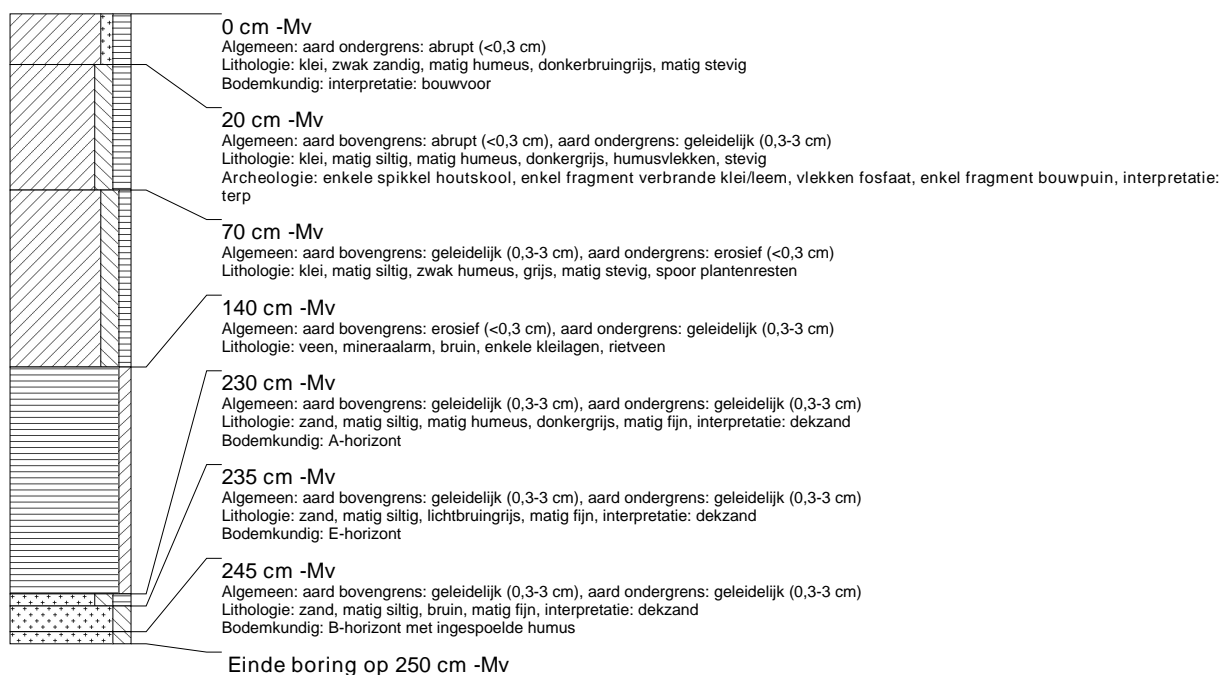 0 cm -Mv
Algemeen: aard ondergrens: abrupt (<0,3 cm)
Lithologie: klei, zwak zandig, matig humeus, donkerbruingrijs, matig stevig
Bodemkundig: interpretatie: bouwvoor
20 cm -Mv
Algemeen: aard bovengrens: abrupt (<0,3 cm), aard ondergrens: geleidelijk (0,3-3 cm)
Lithologie: klei, matig siltig, matig humeus, donkergrijs, humusvlekken, stevig
Archeologie: enkele spikkel houtskool, enkel fragment verbrande klei/leem, vlekken fosfaat, enkel fragment bouwpuin, interpretatie:
terp
70 cm -Mv
Algemeen: aard bovengrens: geleidelijk (0,3-3 cm), aard ondergrens: erosief (<0,3 cm)
Lithologie: klei, matig siltig, zwak humeus, grijs, matig stevig, spoor plantenresten
140 cm -Mv
Algemeen: aard bovengrens: erosief (<0,3 cm), aard ondergrens: geleidelijk (0,3-3 cm)
Lithologie: veen, mineraalarm, bruin, enkele kleilagen, rietveen
230 cm -Mv
Algemeen: aard bovengrens: geleidelijk (0,3-3 cm), aard ondergrens: geleidelijk (0,3-3 cm)
Lithologie: zand, matig siltig, matig humeus, donkergrijs, matig fijn, interpretatie: dekzand
Bodemkundig: A-horizont
235 cm -Mv
Algemeen: aard bovengrens: geleidelijk (0,3-3 cm), aard ondergrens: geleidelijk (0,3-3 cm)
Lithologie: zand, matig siltig, lichtbruingrijs, matig fijn, interpretatie: dekzand
Bodemkundig: E-horizont
245 cm -Mv
Algemeen: aard bovengrens: geleidelijk (0,3-3 cm), aard ondergrens: geleidelijk (0,3-3 cm)
Lithologie: zand, matig siltig, bruin, matig fijn, interpretatie: dekzand
Bodemkundig: B-horizont met ingespoelde humus
Einde boring op 250 cm -Mv